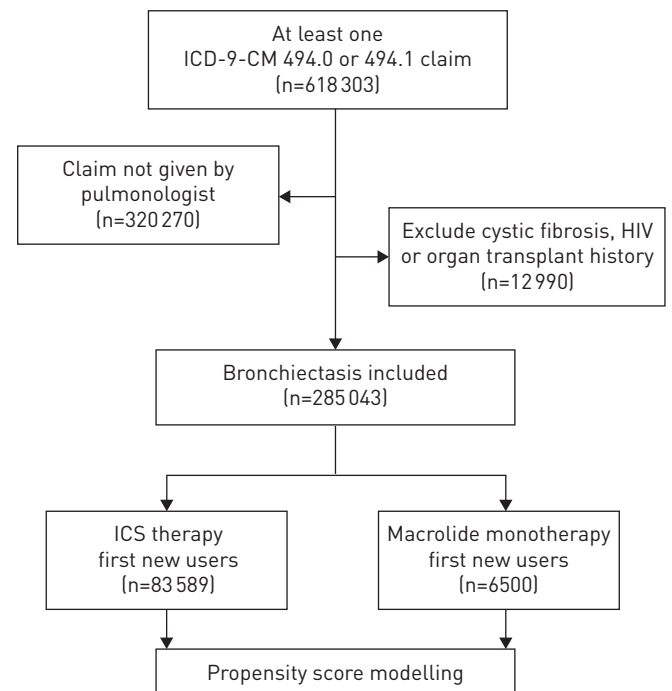 At least one
ICD-9-CM 494.0 or 494.1 claim
(n=618 303)
Claim not given by
pulmonologist
(n=320 270)
Exclude cystic fibrosis, HIV
or organ transplant history
(n=12 990)
Bronchiectasis included
(n=285 043)
ICS therapy
first new users
(n=83 589)
Macrolide monotherapy
first new users
(n=6500)
Propensity score modelling